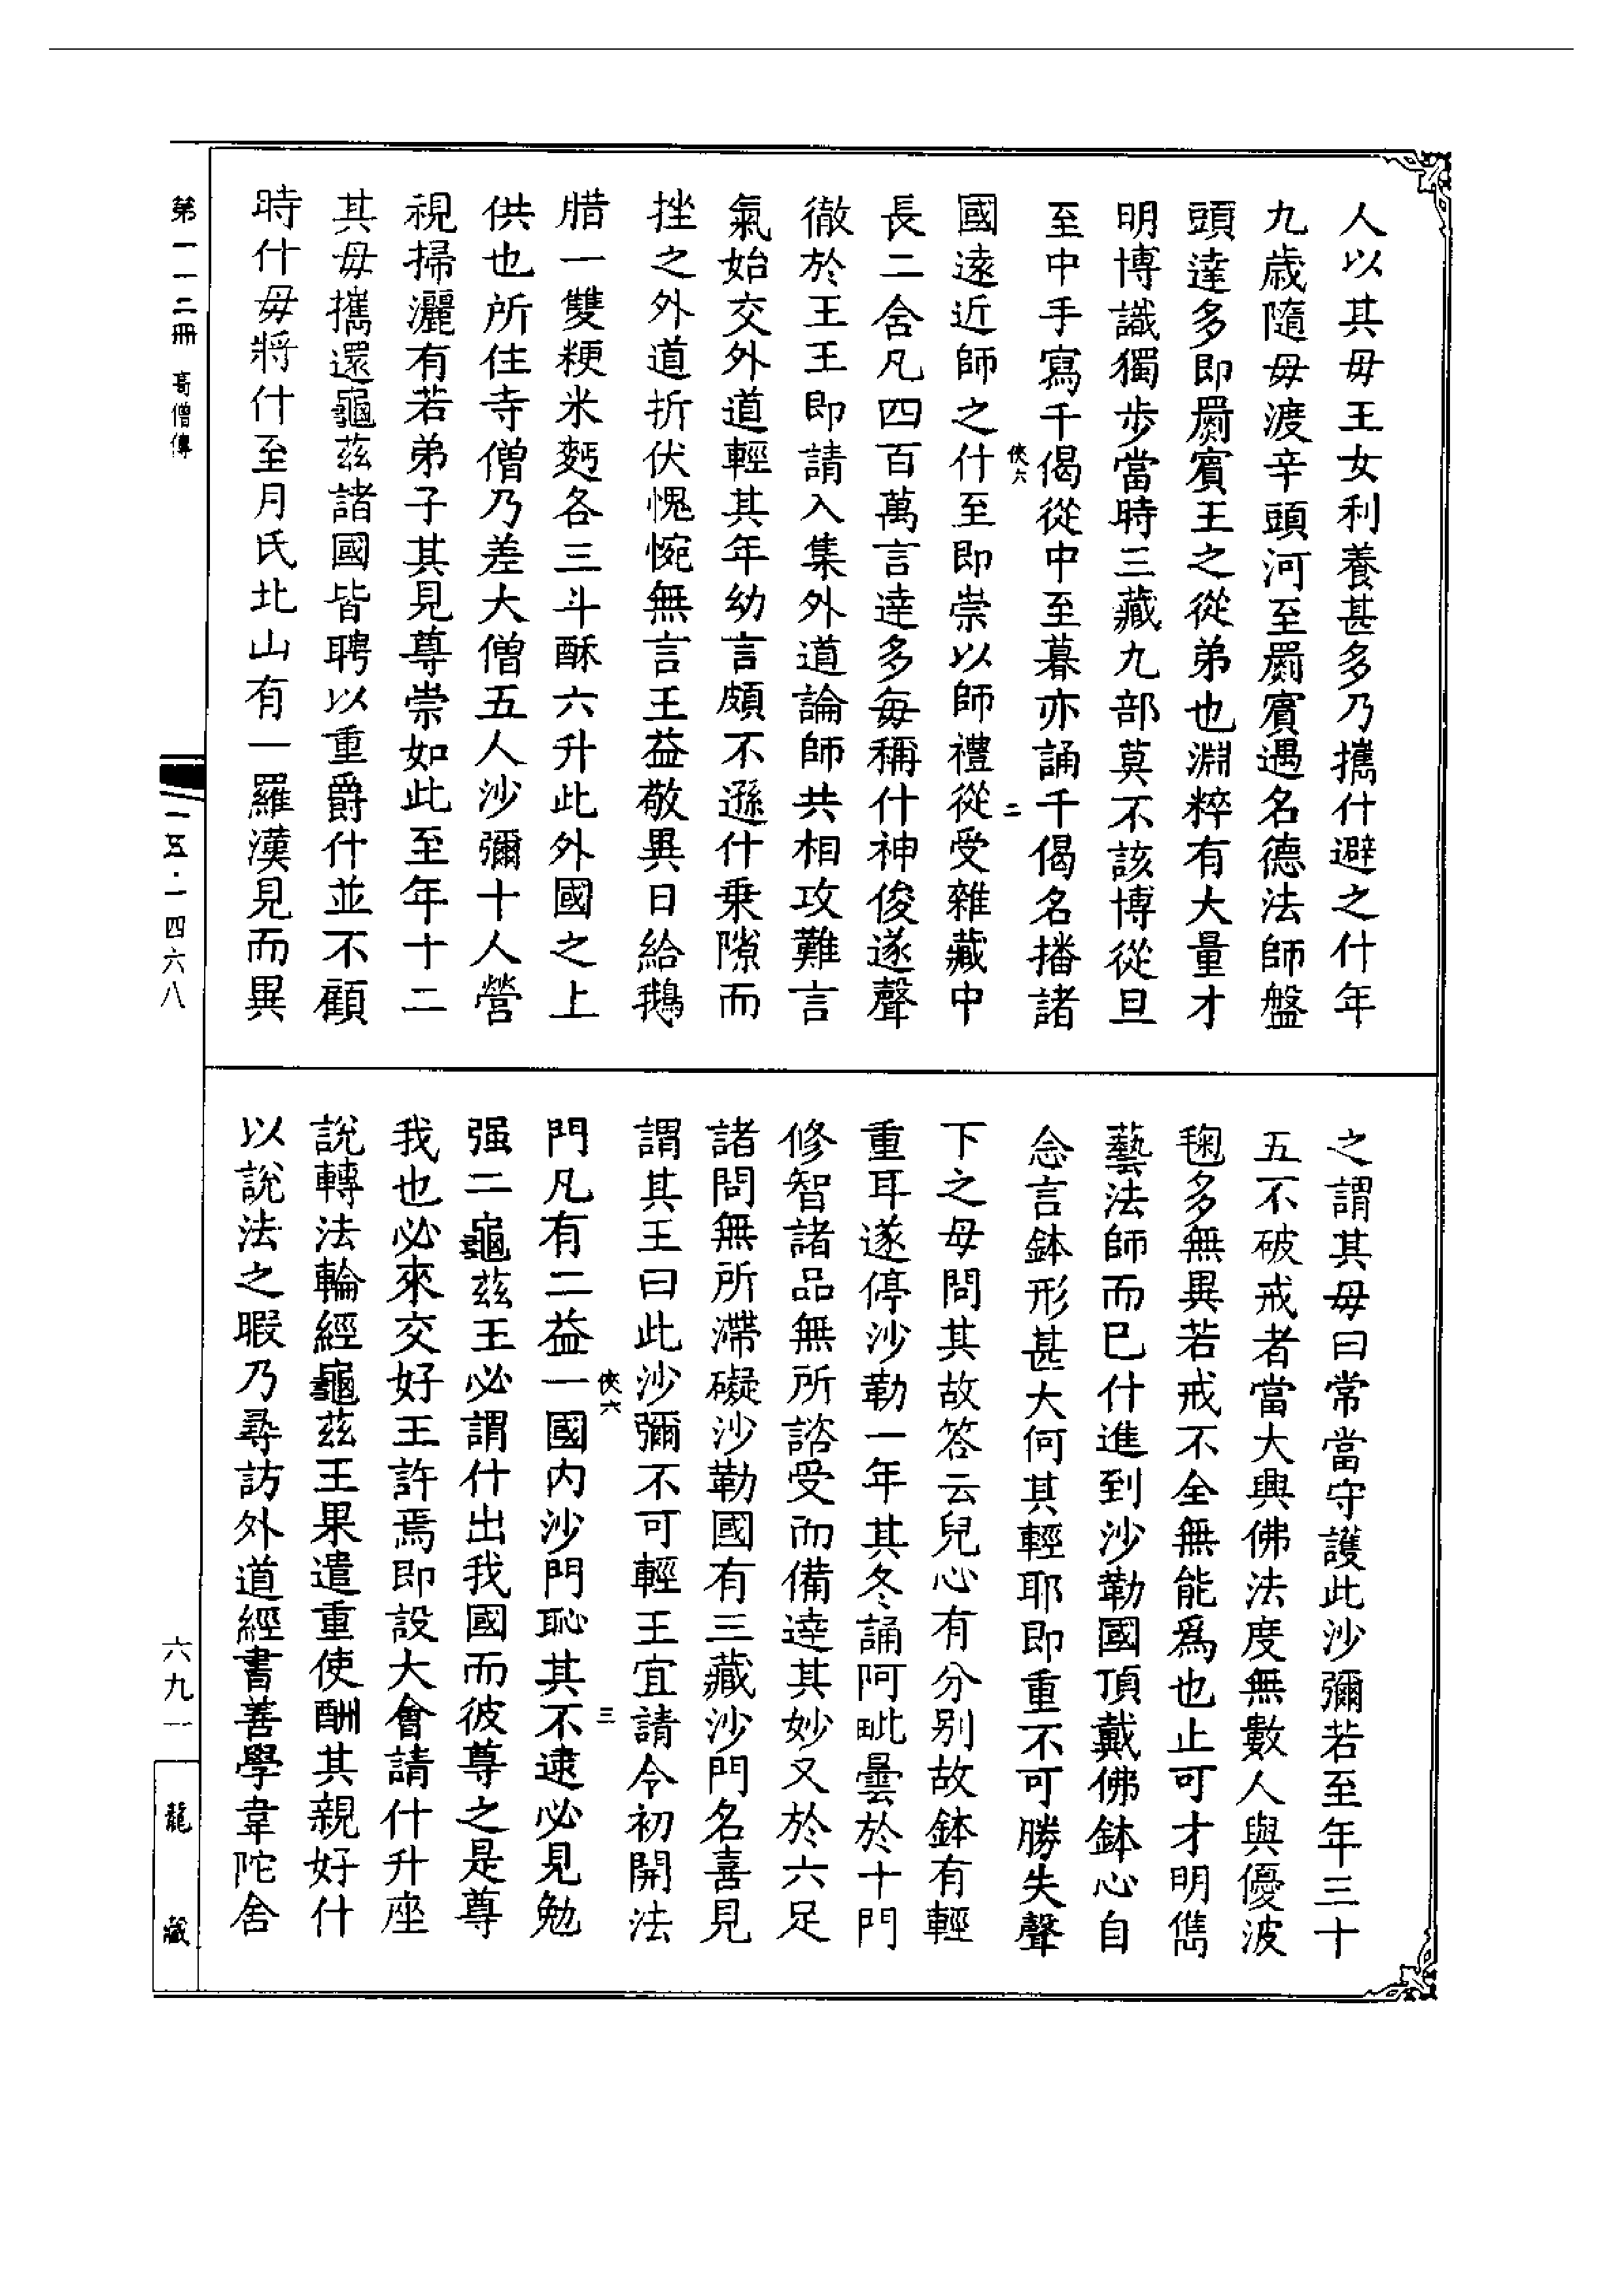 人以其毋王女利養甚多乃攜什避之什年
九歳隨毋渡辛頭河至罽賓遇名德法師盤
頭達多即罽賓王之從弟也淵粹有大量才
明博識獨步當時三藏九部莫不該博從旦
至中手寫千偈從中至暮亦誦千偈名播諸
俠六 二
國遠近師之什至即崇以師禮從受雜藏中
長二含凡四百萬言達多每稱什神俊遂聲
徹於王王即請入集外道論師共相攻難言
氣始交外道輕其年幼言頗不遜什乗隙而
挫之外道折伏愧惋無言王益敬異日給鵝
腊一雙粳米麪各三斗酥六升此外國之上
供也所住寺僧乃差大僧五人沙彌十人營
視掃灑有若弟子其見尊崇如此至年十二
其毋攜還龜茲諸國皆聘以重爵什並不顧
時什毋將什至月氏北山有一羅漢見而異
之謂其毋曰常當守護此沙彌若至年三十
五不破戒者當大興佛法度無數人與優波
毱多無異若戒不全無能爲也止可才明儁
藝法師而已什進到沙勒國頂戴佛鉢心自
念言鉢形甚大何其輕耶即重不可勝失聲
下之母問其故答云兒心有分別故鉢有輕
重耳遂停沙勒一年其冬誦阿毗曇於十門
修智諸品無所諮受而備達其妙又於六足
諸問無所滯礙沙勒國有三藏沙門名喜見
謂其王曰此沙彌不可輕王宜請令初開法
俠六 三
門凡有二益一國內沙門恥其不逮必見勉
强二龜茲王必謂什出我國而彼尊之是尊
我也必來交好王許焉即設大會請什升座
說轉法輪經龜茲王果遣重使酬其親好什
以說法之暇乃尋訪外道經書善學韋陀舍
第一一二冊 高僧傳
一五·一四六八
六九一
龍藏